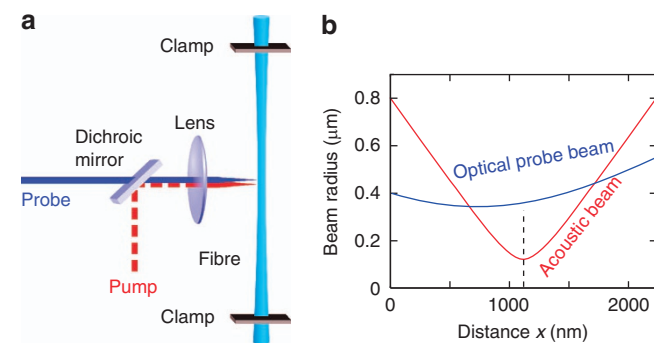 a
Clamp
Lens
Dichroic
mirror
Probe
Fibre
Pump
Clamp
b
Beam radius (μm)
0.8
0.6
0.4
0.2
0
Optical probe beam
Acoustic beam
0 1000 2000
Distance x (nm)